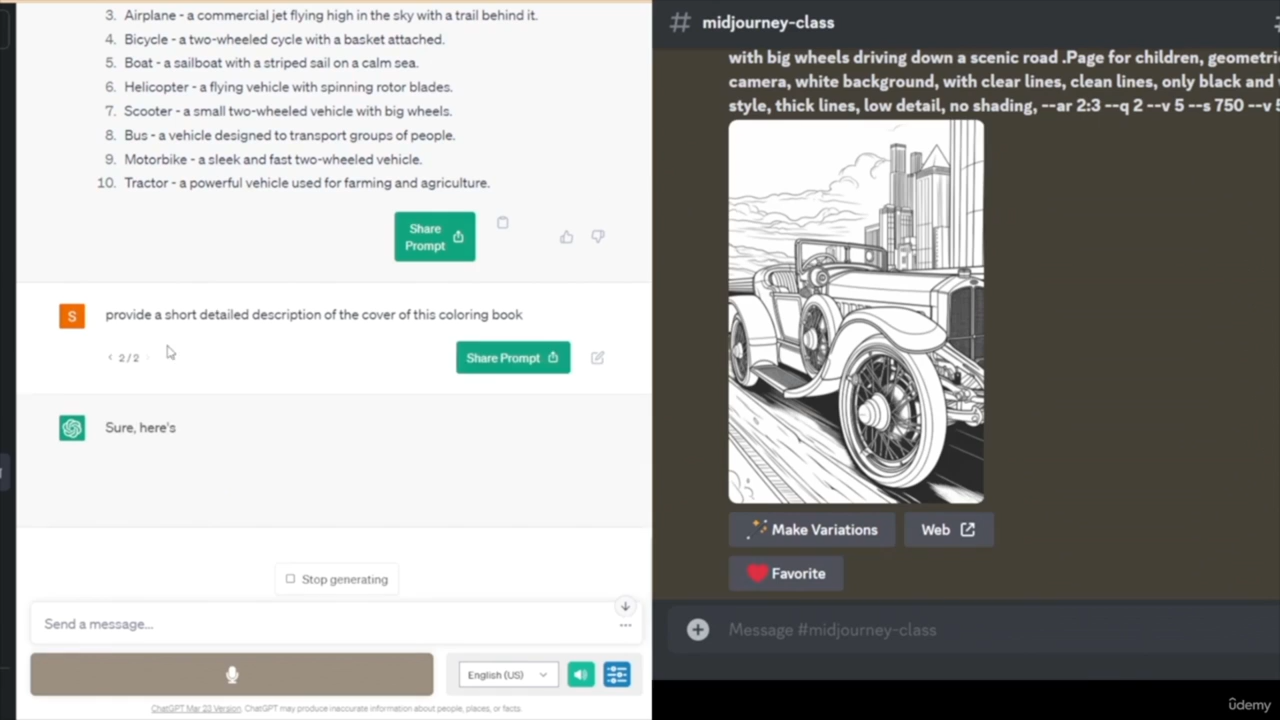 3. Airplane - a commercial jet flying high in the sky with a trail behind it.
4. Bicycle - a two-wheeled cycle with a basket attached.
5. Boat - a sailboat with a striped sail on a calm sea.
6. Helicopter - a flying vehicle with spinning rotor blades.
7. Scooter - a small two-wheeled vehicle with big wheels.
8. Bus - a vehicle designed to transport groups of people.
9. Motorbike - a sleek and fast two-wheeled vehicle.
10. Tractor - a powerful vehicle used for farming and agriculture.
Share
Prompt
S
provide a short detailed description of the cover of this coloring book
< 2/2
Share Prompt
Sure, here's
Stop generating
Send a message...
English (US)
ChatGPT Mar 23 Version. ChatGPT may produce inaccurate information about people, places, or facts.
# midjourney-class
with big wheels driving down a scenic road .Page for children, geometri
camera, white background, with clear lines, clean lines, only black and
style, thick lines, low detail, no shading, --ar 2:3 --q 2 --v 5 --s 750 --v
Make Variations
Web
Favorite
Message #midjourney-class
ûdemy